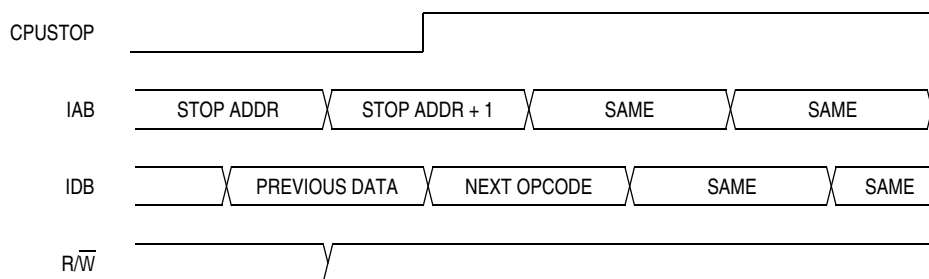 CPUSTOP
IAB STOP ADDR STOP ADDR + 1 SAME SAME
IDB PREVIOUS DATA NEXT OPCODE SAME SAME
R/W̅